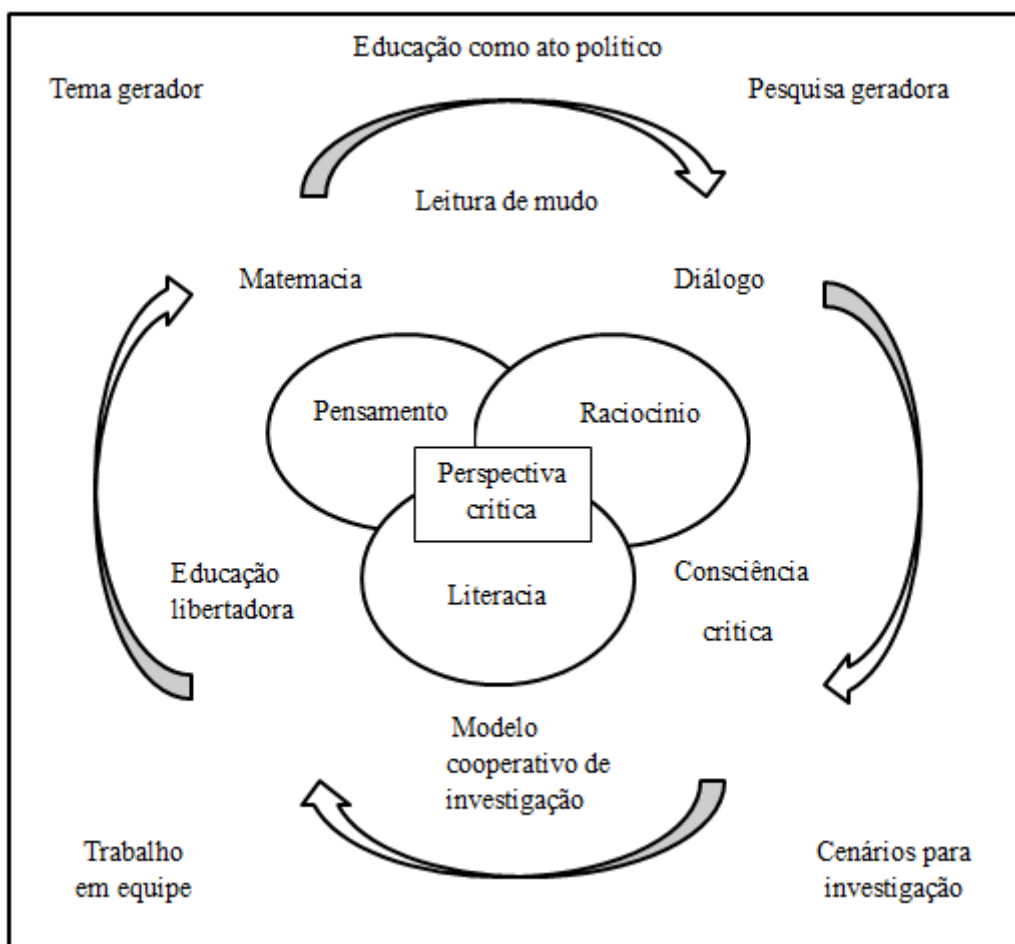 Educação como ato político
Tema gerador
Pesquisa geradora
Leitura de mudo
Matemacia
Diálogo
Pensamento
Raciocínio
Perspectiva
crítica
Educação
libertadora
Literacia
Consciência
crítica
Modelo
cooperativo de
investigação
Trabalho
em equipe
Cenários para
investigação